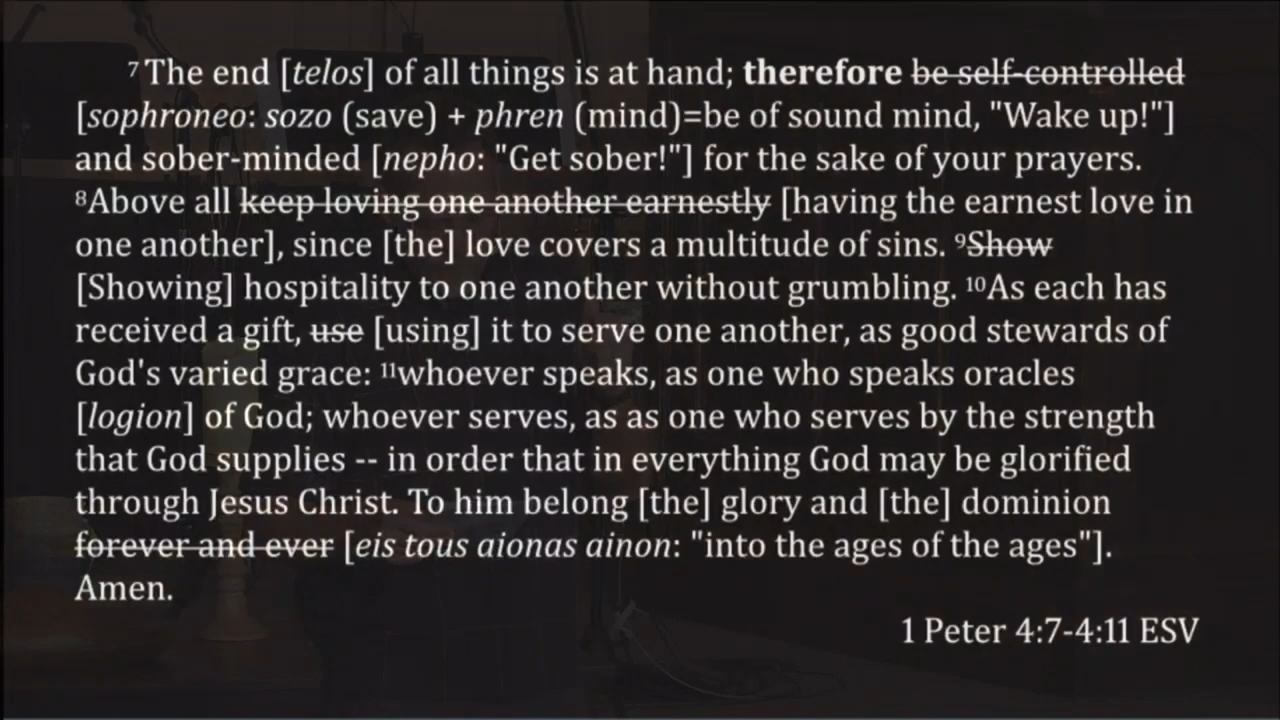 ⁷ The end [telos] of all things is at hand; therefore be self-controlled
[sophroneo: sozo (save) + phren (mind)=be of sound mind, "Wake up!"]
and sober-minded [nepho: "Get sober!"] for the sake of your prayers.
⁸Above all keep loving one another earnestly [having the earnest love in
one another], since [the] love covers a multitude of sins. ⁹Show
[Showing] hospitality to one another without grumbling. ¹⁰As each has
received a gift, use [using] it to serve one another, as good stewards of
God's varied grace: ¹¹whoever speaks, as one who speaks oracles
[logion] of God; whoever serves, as as one who serves by the strength
that God supplies -- in order that in everything God may be glorified
through Jesus Christ. To him belong [the] glory and [the] dominion
forever and ever [eis tous aionas ainon: "into the ages of the ages"].
Amen.
1 Peter 4:7-4:11 ESV